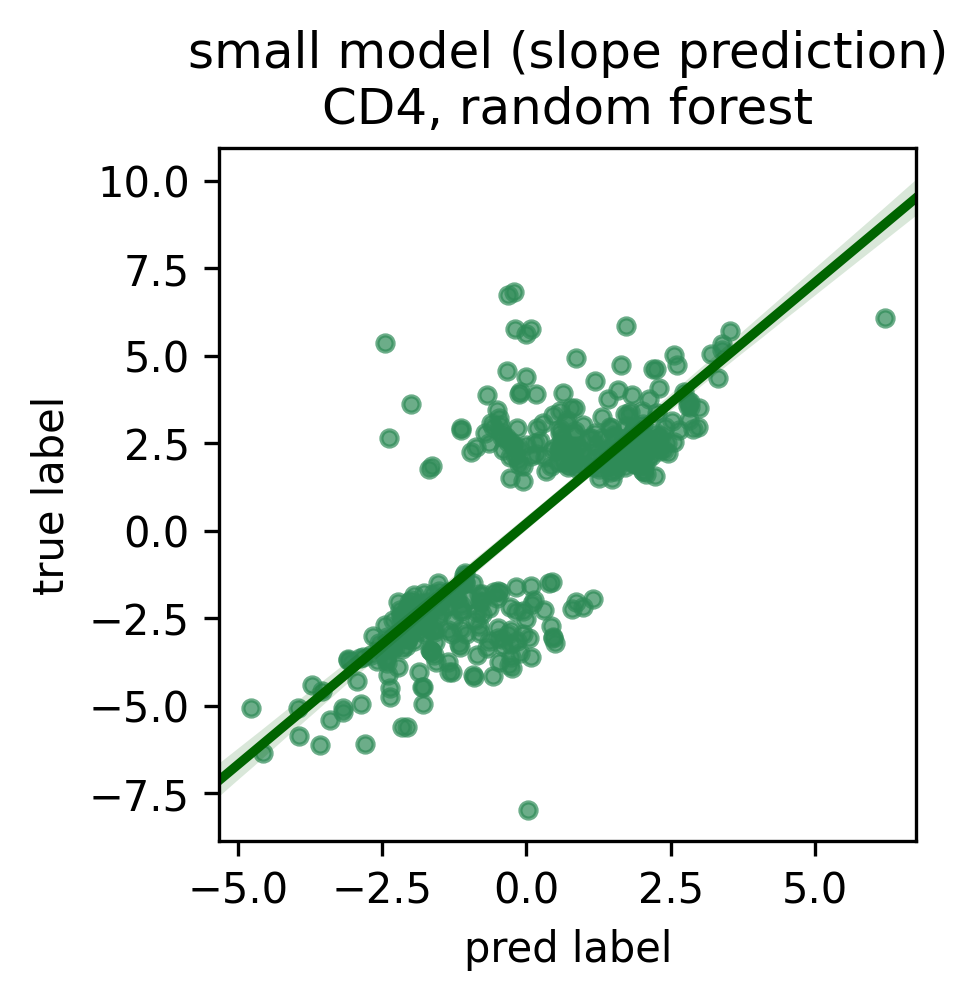 small model (slope prediction)
CD4, random forest
10.0
7.5
5.0
2.5
0.0
−2.5
−5.0
−7.5
true label
−5.0 −2.5 0.0 2.5 5.0
pred label